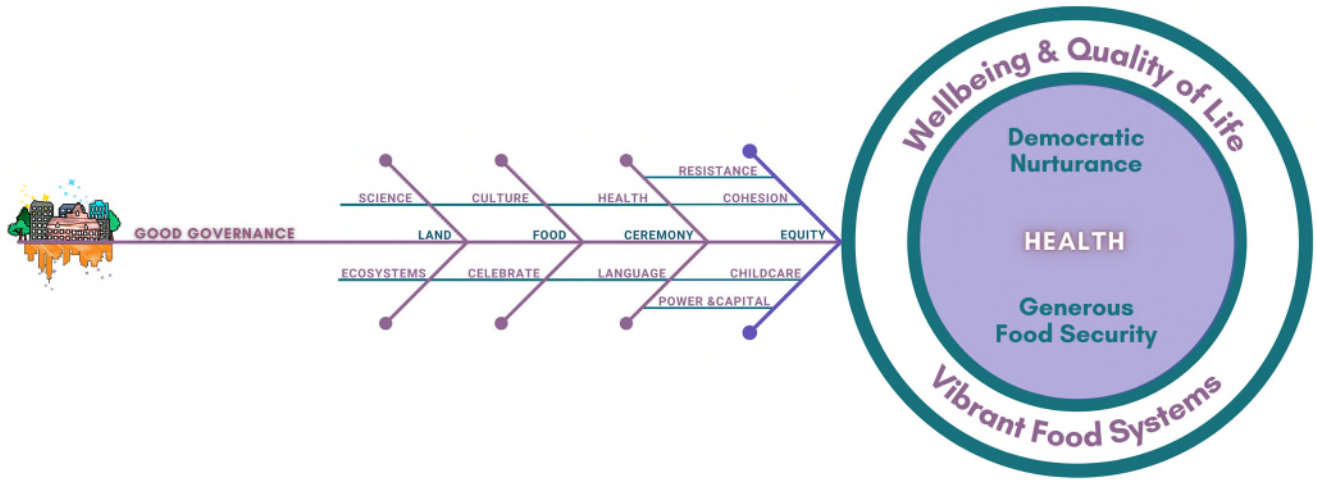 Wellbeing & Quality of Life
Democratic
Nurturance
HEALTH
Generous
Food Security
Vibrant Food Systems
RESISTANCE
SCIENCE CULTURE HEALTH COHESION
GOOD GOVERNANCE LAND FOOD CEREMONY EQUITY
ECOSYSTEMS CELEBRATE LANGUAGE CHILDCARE
POWER &CAPITAL